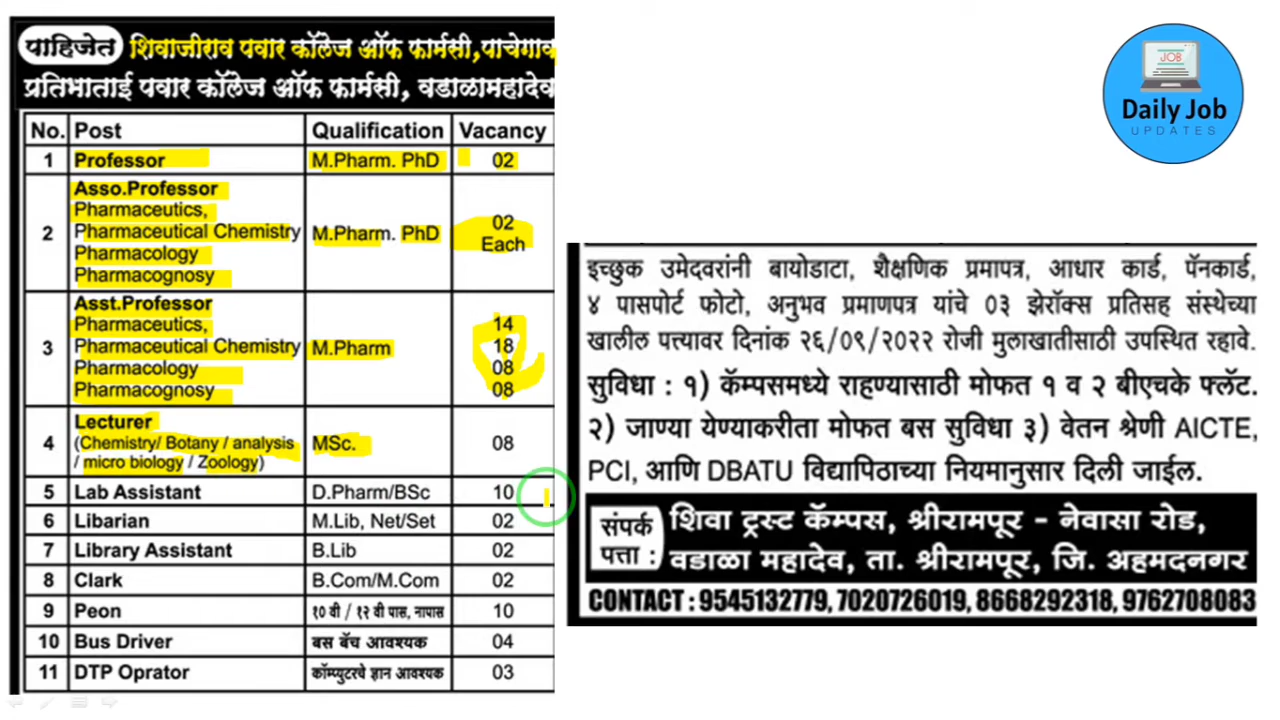 पाहिजेत शिवाजीराव पवार कॉलेज ऑफ फार्मसी, पाचेगाव
प्रतिभाताई पवार कॉलेज ऑफ फार्मसी, वडाळामहादेव
No. Post Qualification Vacancy
1 Professor M.Pharm. PhD 02
2 Asso.Professor
Pharmaceutics,
Pharmaceutical Chemistry
Pharmacology
Pharmacognosy
M.Pharm. PhD
02
Each
3 Asst.Professor
Pharmaceutics, 14
Pharmaceutical Chemistry M.Pharm 18
Pharmacology 08
Pharmacognosy 08
4 Lecturer
(Chemistry/ Botany / analysis
/ micro biology / Zoology)
MSc. 08
5 Lab Assistant D.Pharm/BSc 10
6 Libarian M.Lib, Net/Set 02
7 Library Assistant B.Lib 02
8 Clark B.Com/M.Com 02
9 Peon १० वी / १२ वी पास, नापास 10
10 Bus Driver बस बॅच आवश्यक 04
11 DTP Oprator कॉम्प्युटरचे ज्ञान आवश्यक 03
JOB
Daily Job
UPDATES
इच्छुक उमेदवरांनी बायोडाटा, शैक्षणिक प्रमापत्र, आधार कार्ड, पॅनकार्ड,
४ पासपोर्ट फोटो, अनुभव प्रमाणपत्र यांचे ०३ झेरॉक्स प्रतिसह संस्थेच्या
खालील पत्त्यावर दिनांक २६/०९/२०२२ रोजी मुलाखातीसाठी उपस्थित रहावे.
सुविधा : १) कॅम्पसमध्ये राहण्यासाठी मोफत १ व २ बीएचके फ्लॅट.
२) जाण्या येण्याकरीता मोफत बस सुविधा ३) वेतन श्रेणी AICTE,
PCI, आणि DBATU विद्यापिठाच्या नियमानुसार दिली जाईल.
संपर्क पत्ता : शिवा ट्रस्ट कॅम्पस, श्रीरामपूर - नेवासा रोड,
वडाळा महादेव, ता. श्रीरामपूर, जि. अहमदनगर
CONTACT : 9545132779, 7020726019, 8668292318, 9762708083